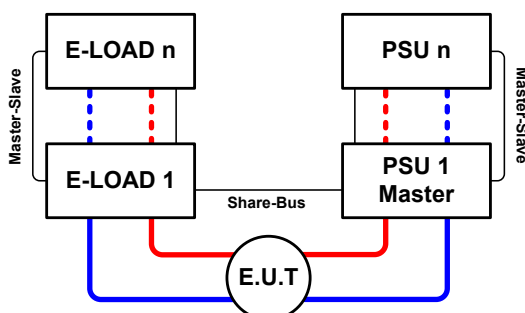 E-LOAD n
PSU n
Master-Slave
Master-Slave
E-LOAD 1
PSU 1
Master
Share-Bus
E.U.T